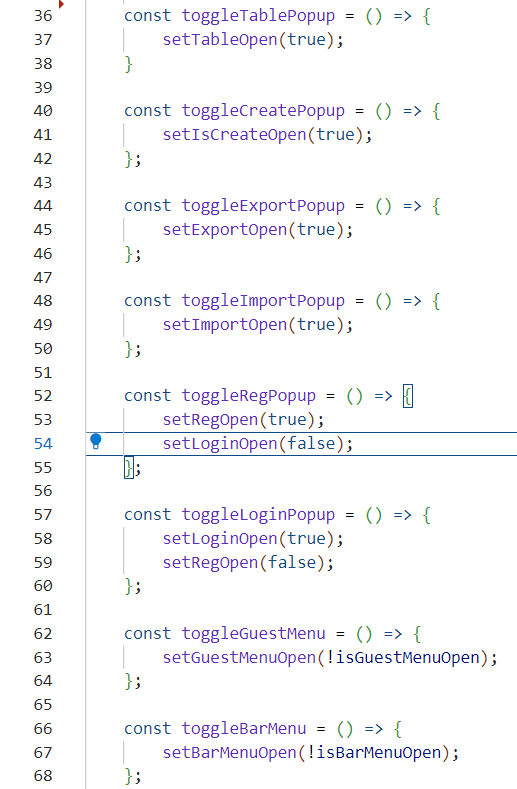 36 const toggleTablePopup = () => {
37 setTableOpen(true);
38 }
39
40 const toggleCreatePopup = () => {
41 setIsCreateOpen(true);
42 };
43
44 const toggleExportPopup = () => {
45 setExportOpen(true);
46 };
47
48 const toggleImportPopup = () => {
49 setImportOpen(true);
50 };
51
52 const toggleRegPopup = () => {
53 setRegOpen(true);
54 setLoginOpen(false);
55 };
56
57 const toggleLoginPopup = () => {
58 setLoginOpen(true);
59 setRegOpen(false);
60 };
61
62 const toggleGuestMenu = () => {
63 setGuestMenuOpen(!isGuestMenuOpen);
64 };
65
66 const toggleBarMenu = () => {
67 setBarMenuOpen(!isBarMenuOpen);
68 };